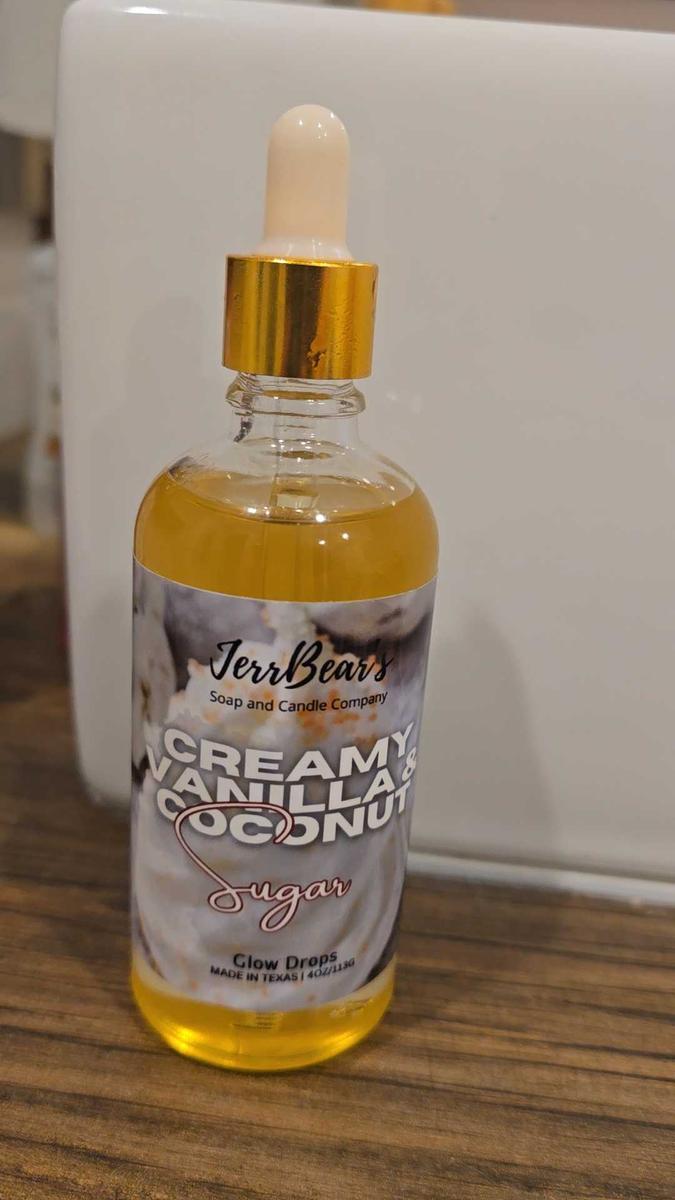 JerrBear's
Soap and Candle Company
CREAMY
VANILLA &
COCONUT
Sugar
Glow Drops
MADE IN TEXAS | 4OZ/113G